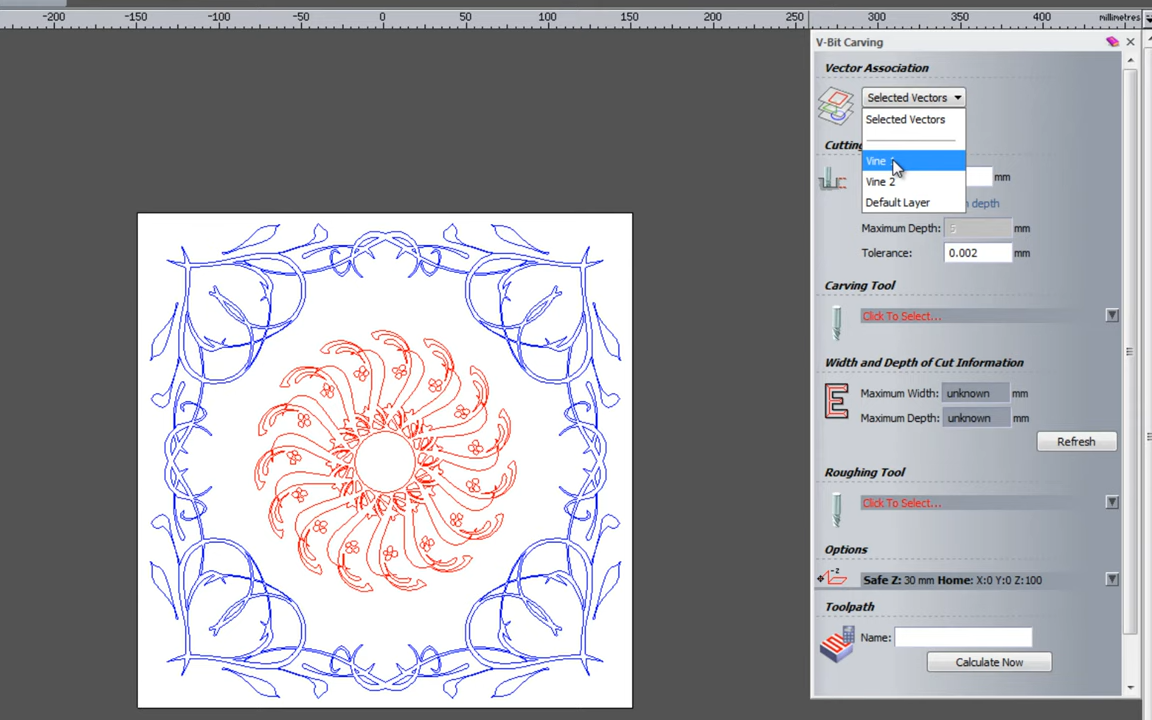 -200 -150 -100 -50 0 50 100 150 200 250 300 350 400 millimetres
V-Bit Carving
Vector Association
Selected Vectors
Selected Vectors
Vine
Vine 2
Default Layer
mm
depth
Maximum Depth: 5 mm
Tolerance: 0.002 mm
Carving Tool
Click To Select...
Width and Depth of Cut Information
E
Maximum Width: unknown mm
Maximum Depth: unknown mm
Refresh
Roughing Tool
Click To Select...
Options
-2
Safe Z: 30 mm Home: X:0 Y:0 Z:100
Toolpath
Name:
Calculate Now